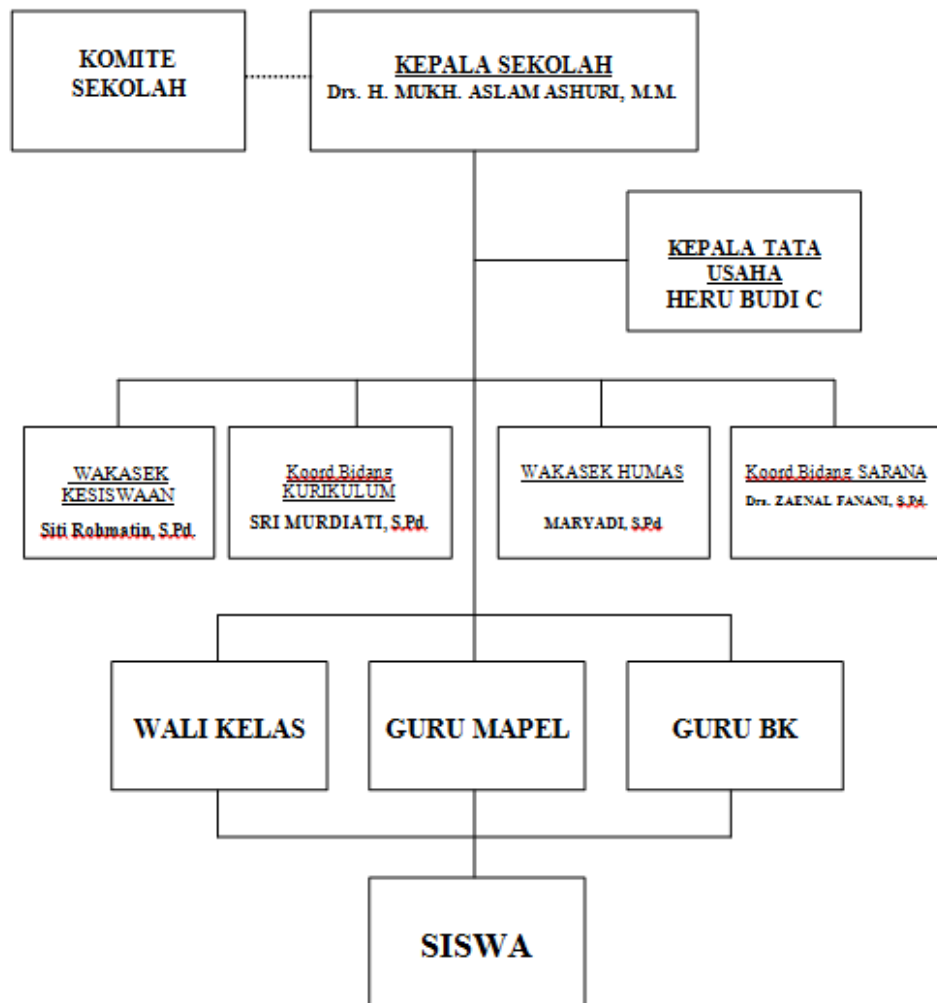 KOMITE
SEKOLAH
KEPALA SEKOLAH
Drs. H. MUKH. ASLAM ASHURI, M.M.
KEPALA TATA
USAHA
HERU BUDI C
WAKASEK
KESISWAAN
Siti Rohmatin, S.Pd.
Koord Bidang
KURIKULUM
SRI MURDIATI, S.Pd.
WAKASEK HUMAS
MARYADI, S.Pd
Koord Bidang SARANA
Drs. ZAENAL FANANI, S.Pd.
WALI KELAS
GURU MAPEL
GURU BK
SISWA